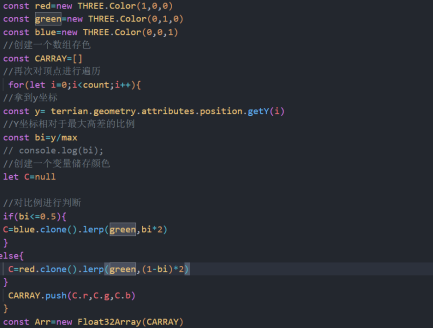 const red=new THREE.Color(1,0,0)
const green=new THREE.Color(0,1,0)
const blue=new THREE.Color(0,0,1)
//创建一个数组存色
const CARRAY=[]
//再次对顶点进行遍历
for(let i=0;i<count;i++){
//拿到y坐标
const y= terrian.geometry.attributes.position.getY(i)
//Y坐标相对于最大高差的比例
const bi=y/max
// console.log(bi);
//创建一个变量储存颜色
let C=null
//对比例进行判断
if(bi<=0.5){
C=blue.clone().lerp(green,bi*2)
}
else{
C=red.clone().lerp(green,(1-bi)*2)
}
CARRAY.push(C.r,C.g,C.b)
}
const Arr=new Float32Array(CARRAY)